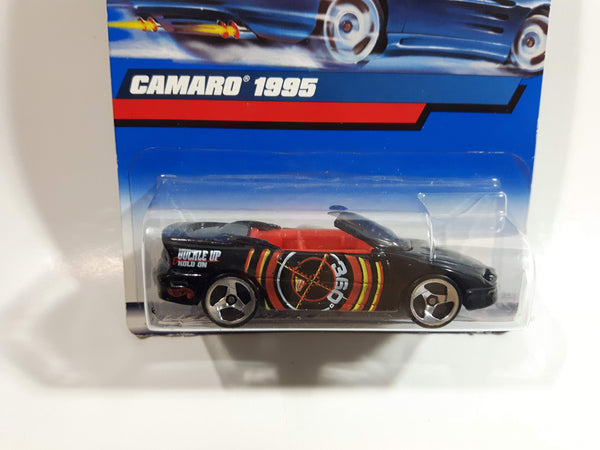 CAMARO® 1995
BUCKLE UP
HOLD ON
360°